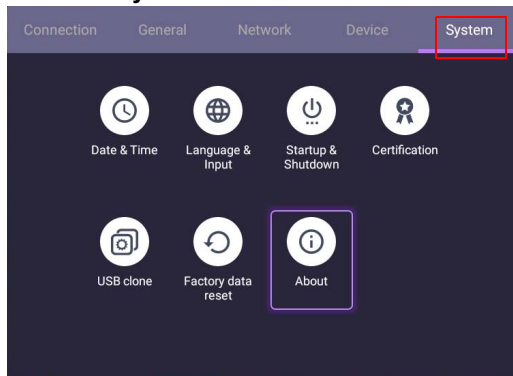 Connection General Network Device System
Date & Time Language & Input Startup & Shutdown Certification
USB clone Factory data reset About